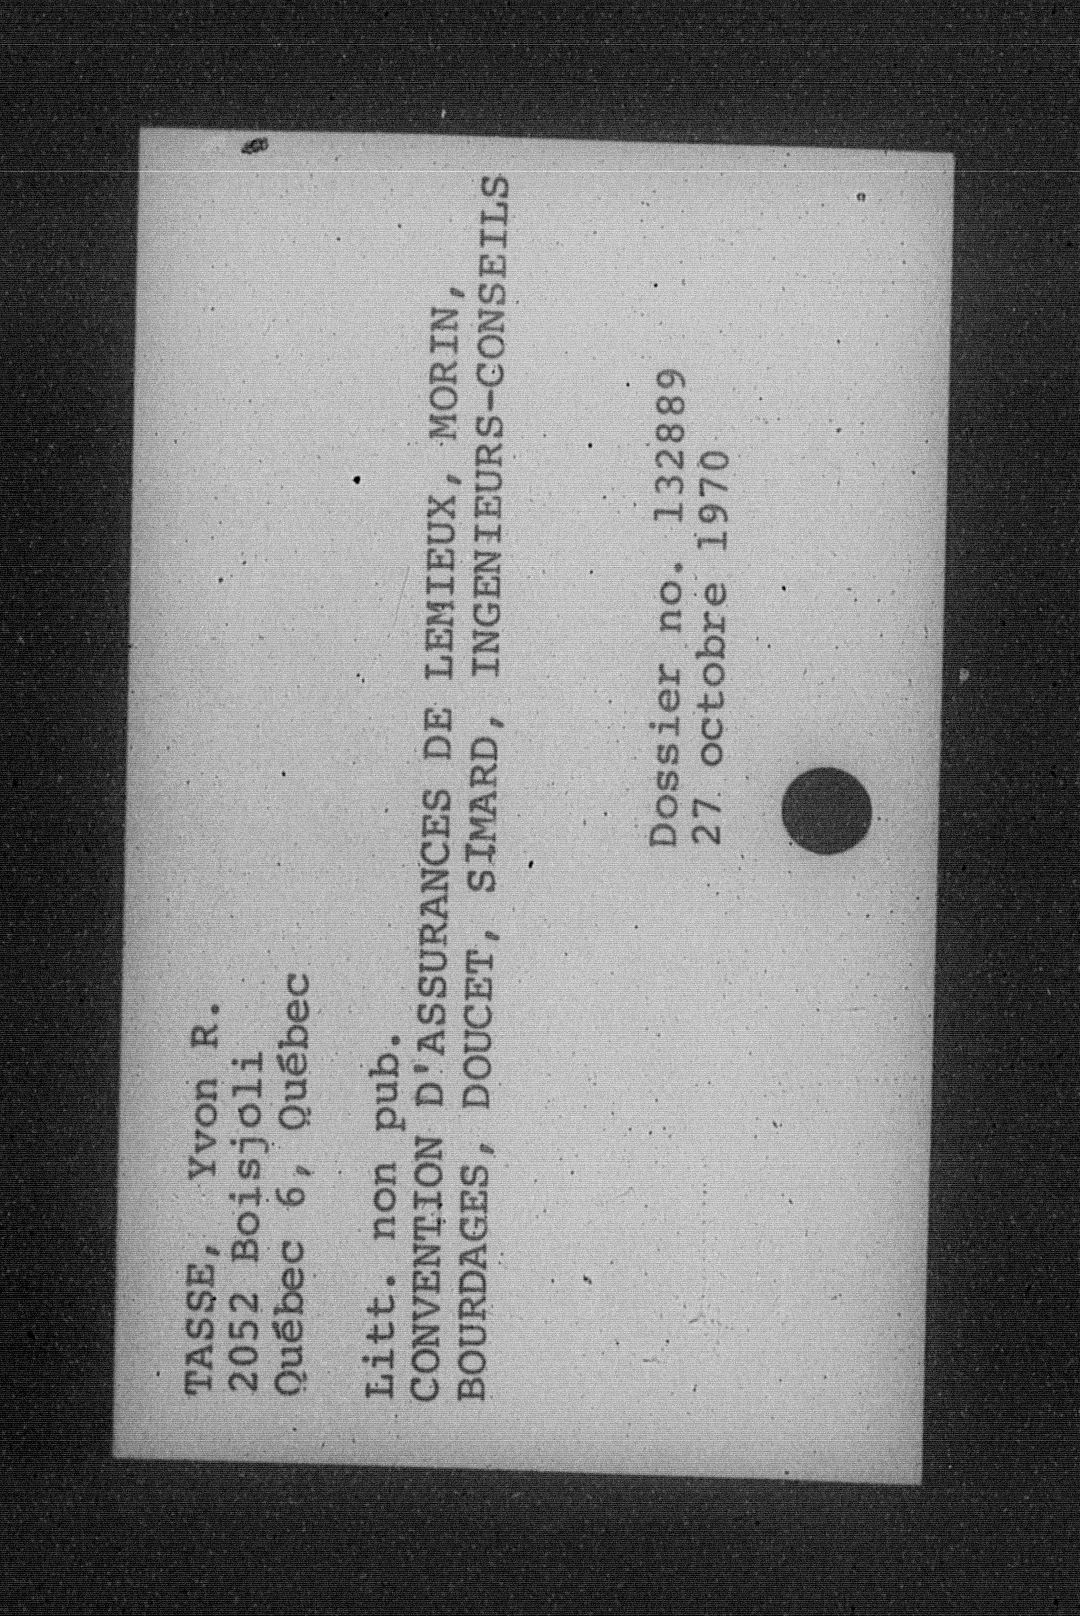 TASSE, Yvon R.
2052 Boisjoli
Québec 6, Québec
Litt. non pub.
CONVENTION D'ASSURANCES DE LEMIEUX, MORIN,
BOURDAGES, DOUCET, SIMARD, INGENIEURS-CONSEILS
Dossier no. 132889
27 octobre 1970